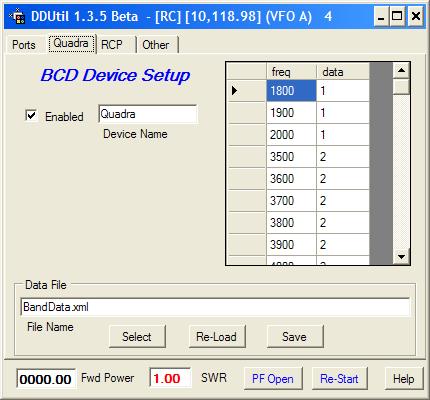 DDUtil 1.3.5 Beta - [RC] [10,118.98] (VFO A) 4
Ports Quadra RCP Other
BCD Device Setup
Enabled
Quadra
Device Name
freq data
1800 1
1900 1
2000 1
3500 2
3600 2
3700 2
3800 2
3900 2
Data File
BandData.xml
File Name
Select Re-Load Save
0000.00 Fwd Power 1.00 SWR PF Open Re-Start Help